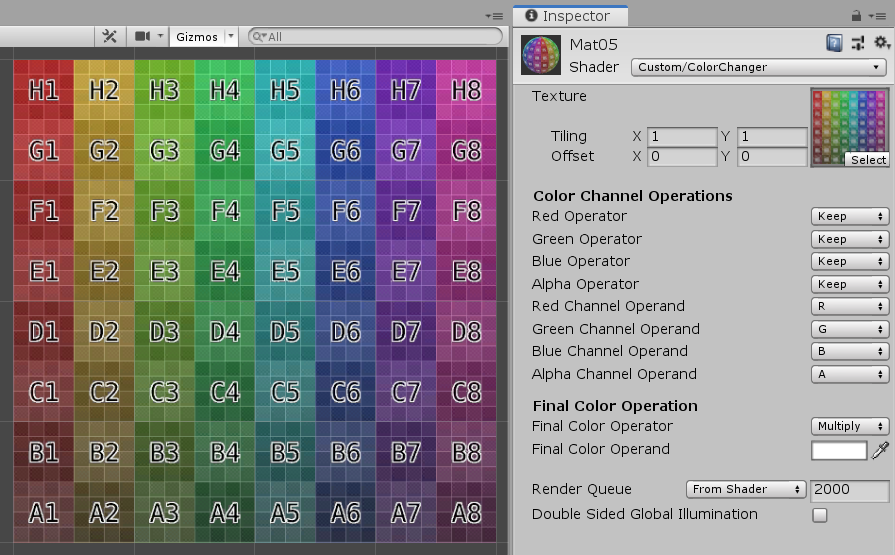 Inspector
Gizmos All
Mat05
Shader Custom/ColorChanger
H1 H2 H3 H4 H5 H6 H7 H8
G1 G2 G3 G4 G5 G6 G7 G8
F1 F2 F3 F4 F5 F6 F7 F8
E1 E2 E3 E4 E5 E6 E7 E8
D1 D2 D3 D4 D5 D6 D7 D8
C1 C2 C3 C4 C5 C6 C7 C8
B1 B2 B3 B4 B5 B6 B7 B8
A1 A2 A3 A4 A5 A6 A7 A8
Texture
Tiling X 1 Y 1
Offset X 0 Y 0
Select
Color Channel Operations
Red Operator Keep
Green Operator Keep
Blue Operator Keep
Alpha Operator Keep
Red Channel Operand R
Green Channel Operand G
Blue Channel Operand B
Alpha Channel Operand A
Final Color Operation
Final Color Operator Multiply
Final Color Operand
Render Queue From Shader 2000
Double Sided Global Illumination